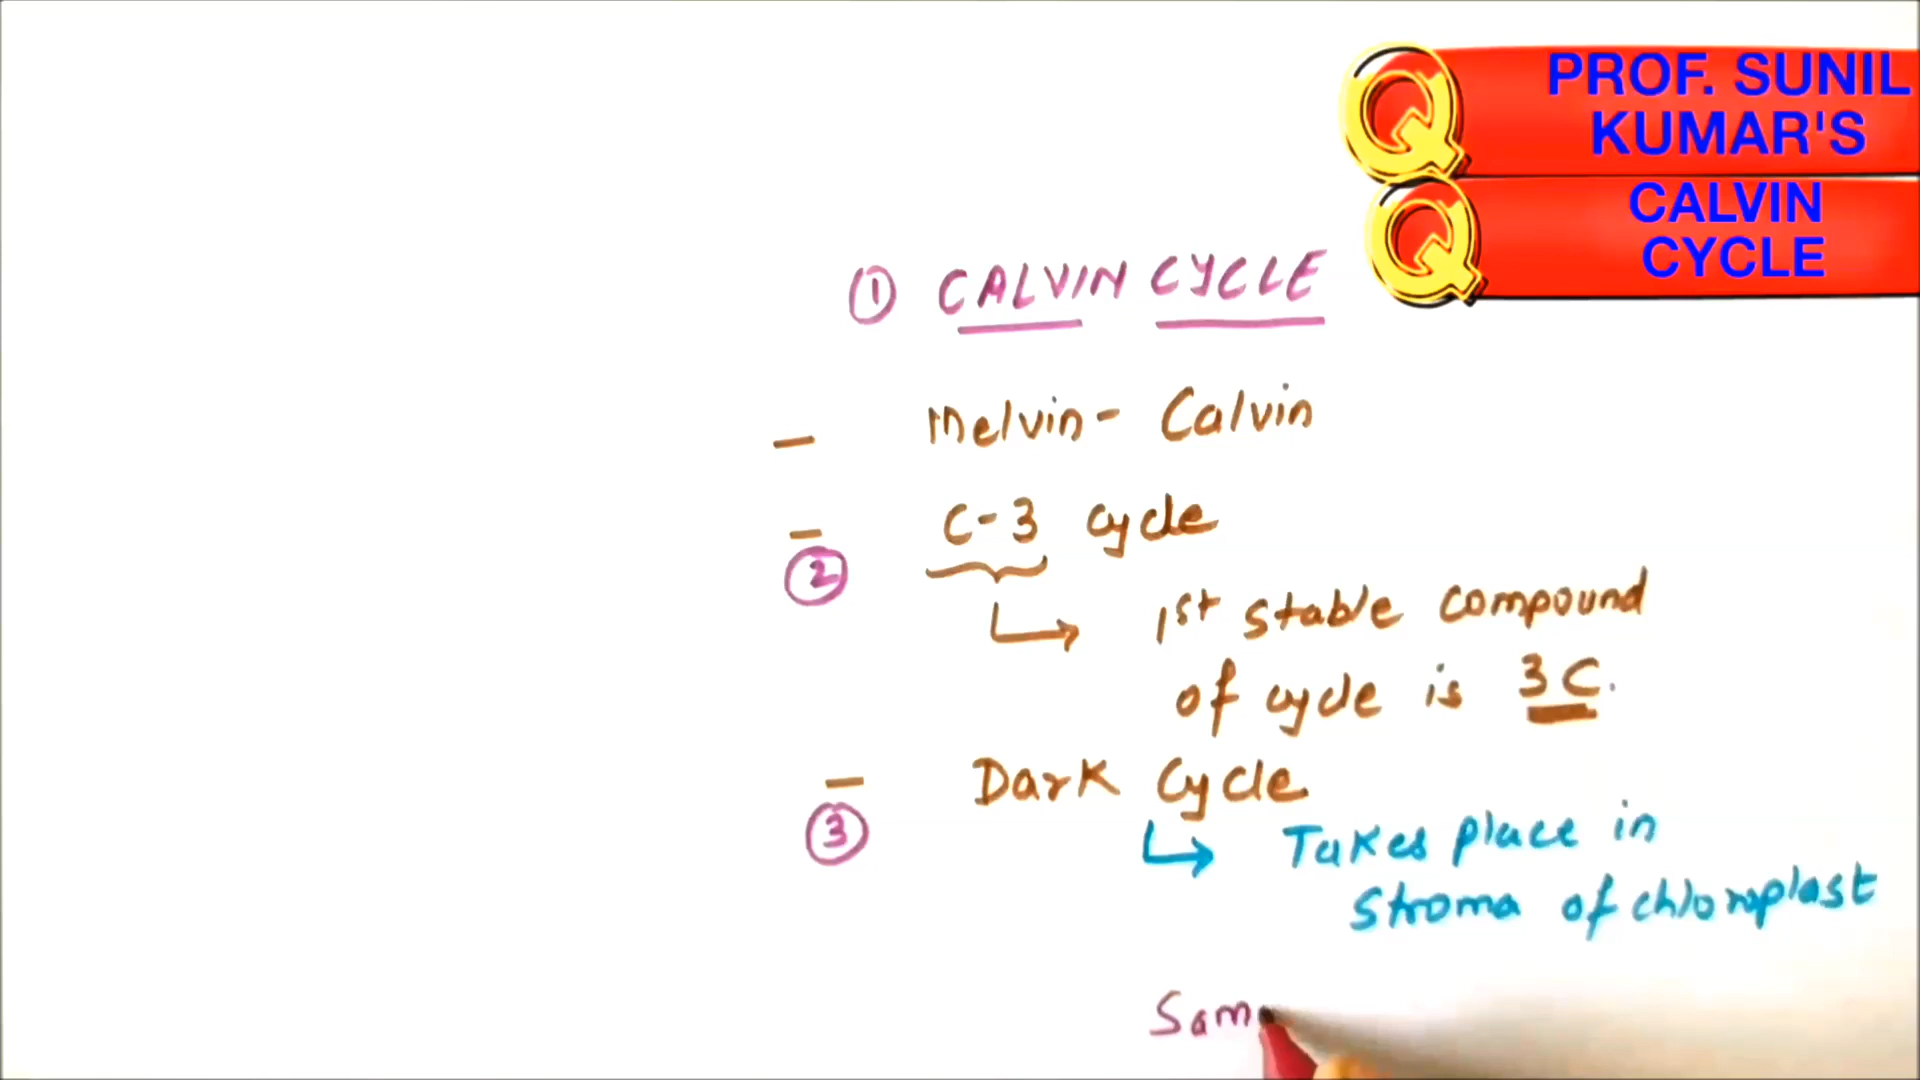 PROF. SUNIL
KUMAR'S
CALVIN
CYCLE
① CALVIN CYCLE
– Melvin - Calvin
– C-3 cycle
②
1st stable compound
of cycle is 3C.
– Dark Cycle
③
Takes place in
stroma of chloroplast
Sam